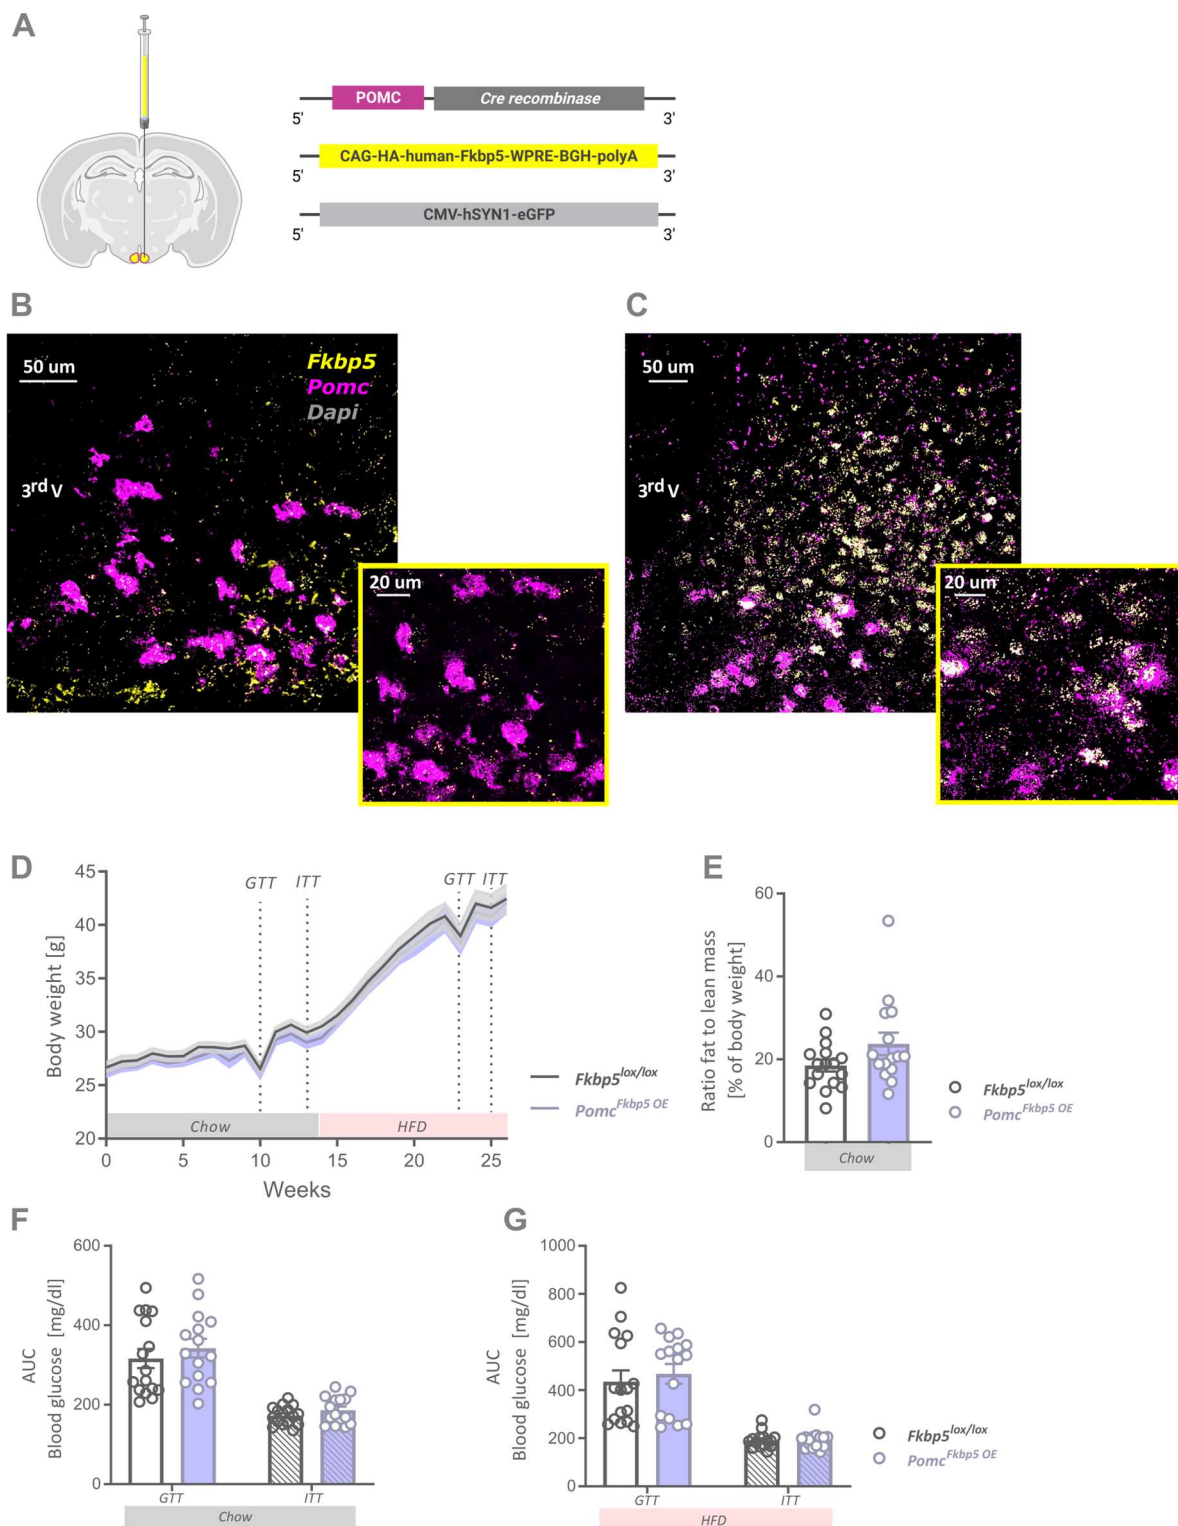 A
POMC
Cre recombinase
5'
3'
CAG-HA-human-Fkbp5-WPRE-BGH-polyA
5'
3'
CMV-hSYN1-eGFP
5'
3'
B
50 um
Fkbp5
Pomc
Dapi
3rd V
20 um
C
50 um
3rd V
20 um
D
Body weight [g]
45
40
35
30
25
20
GTT
ITT
GTT
ITT
Chow
HFD
0
5
10
15
20
25
Weeks
Fkbp5lox/lox
PomcFkbp5 OE
E
Ratio fat to lean mass
[% of body weight]
60
40
20
0
Chow
Fkbp5lox/lox
PomcFkbp5 OE
F
AUC
Blood glucose [mg/dl]
600
400
200
0
GTT
ITT
Chow
G
AUC
Blood glucose [mg/dl]
1000
800
600
400
200
0
GTT
ITT
HFD
Fkbp5lox/lox
PomcFkbp5 OE